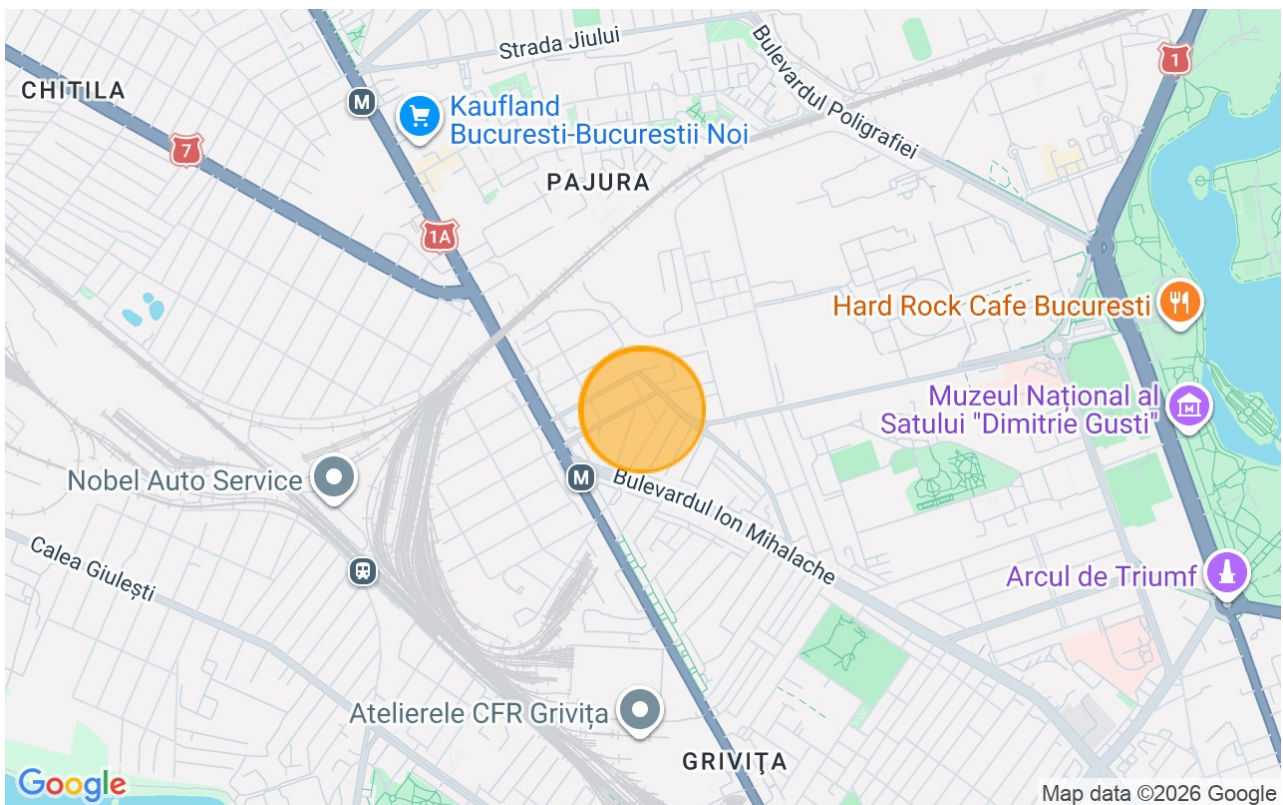 Strada Jiului
Bulevardul Poligrafiei
1
CHITILA
M
Kaufland
Bucuresti-Bucurestii Noi
7
PAJURA
1A
Hard Rock Cafe Bucuresti
Muzeul Național al
Satului "Dimitrie Gusti"
M
Nobel Auto Service
M
Bulevardul Ion Mihalache
Calea Giulești
Arcul de Triumf
Atelierele CFR Grivița
GRIVIŢA
Google
Map data ©2026 Google